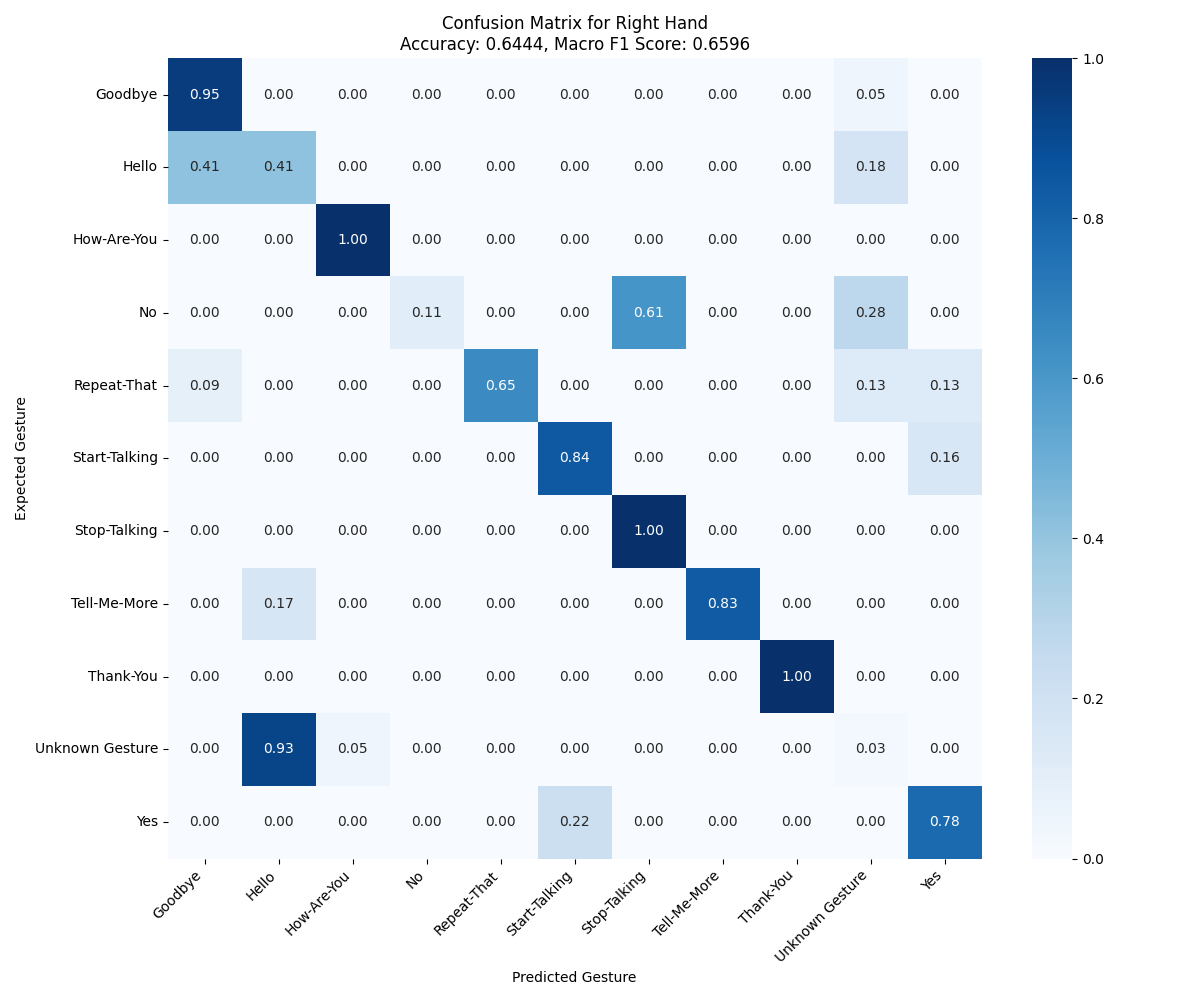 Confusion Matrix for Right Hand
Accuracy: 0.6444, Macro F1 Score: 0.6596
Expected Gesture
Goodbye 0.95 0.00 0.00 0.00 0.00 0.00 0.00 0.00 0.00 0.05 0.00
Hello 0.41 0.41 0.00 0.00 0.00 0.00 0.00 0.00 0.00 0.18 0.00
How-Are-You 0.00 0.00 1.00 0.00 0.00 0.00 0.00 0.00 0.00 0.00 0.00
No 0.00 0.00 0.00 0.11 0.00 0.00 0.61 0.00 0.00 0.28 0.00
Repeat-That 0.09 0.00 0.00 0.00 0.65 0.00 0.00 0.00 0.00 0.13 0.13
Start-Talking 0.00 0.00 0.00 0.00 0.00 0.84 0.00 0.00 0.00 0.00 0.16
Stop-Talking 0.00 0.00 0.00 0.00 0.00 0.00 1.00 0.00 0.00 0.00 0.00
Tell-Me-More 0.00 0.17 0.00 0.00 0.00 0.00 0.00 0.83 0.00 0.00 0.00
Thank-You 0.00 0.00 0.00 0.00 0.00 0.00 0.00 0.00 1.00 0.00 0.00
Unknown Gesture 0.00 0.93 0.05 0.00 0.00 0.00 0.00 0.00 0.00 0.03 0.00
Yes 0.00 0.00 0.00 0.00 0.00 0.22 0.00 0.00 0.00 0.00 0.78
Goodbye Hello How-Are-You No Repeat-That Start-Talking Stop-Talking Tell-Me-More Thank-You Unknown Gesture Yes
Predicted Gesture
1.0
0.8
0.6
0.4
0.2
0.0